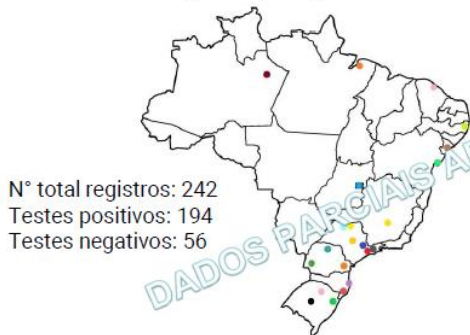 N° total registros: 242
Testes positivos: 194
Testes negativos: 56
DADOS PARCIAIS